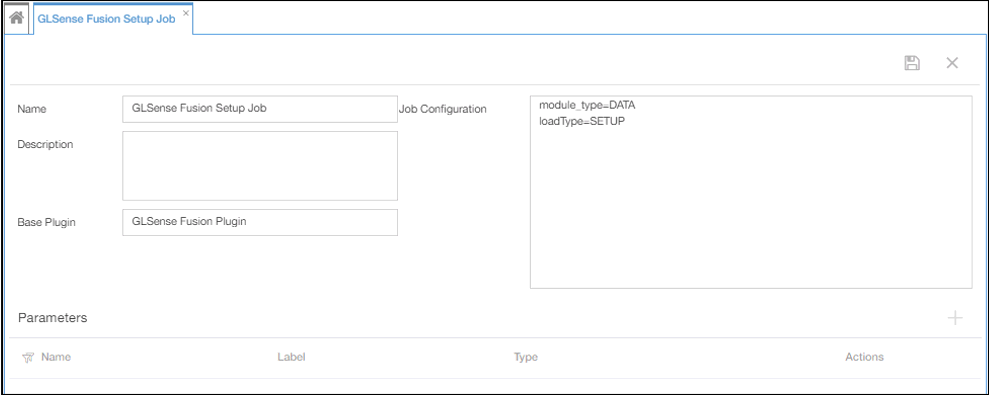 GLSense Fusion Setup Job ×
Name
GLSense Fusion Setup Job
Job Configuration
module_type=DATA
loadType=SETUP
Description
Base Plugin
GLSense Fusion Plugin
Parameters
Name Label Type Actions